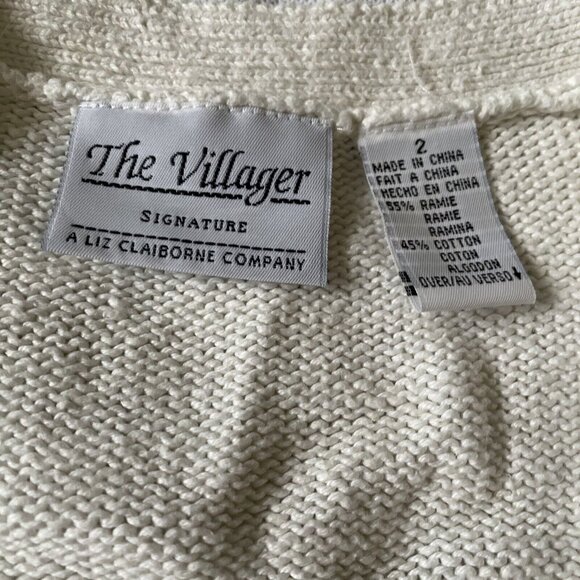 The Villager
SIGNATURE
A LIZ CLAIBORNE COMPANY
2
MADE IN CHINA
FAIT A CHINA
HECHO EN CHINA
55% RAMIE
RAMIE
RAMINA
45% COTTON
COTON
ALGODON
OVER/AU VERSO